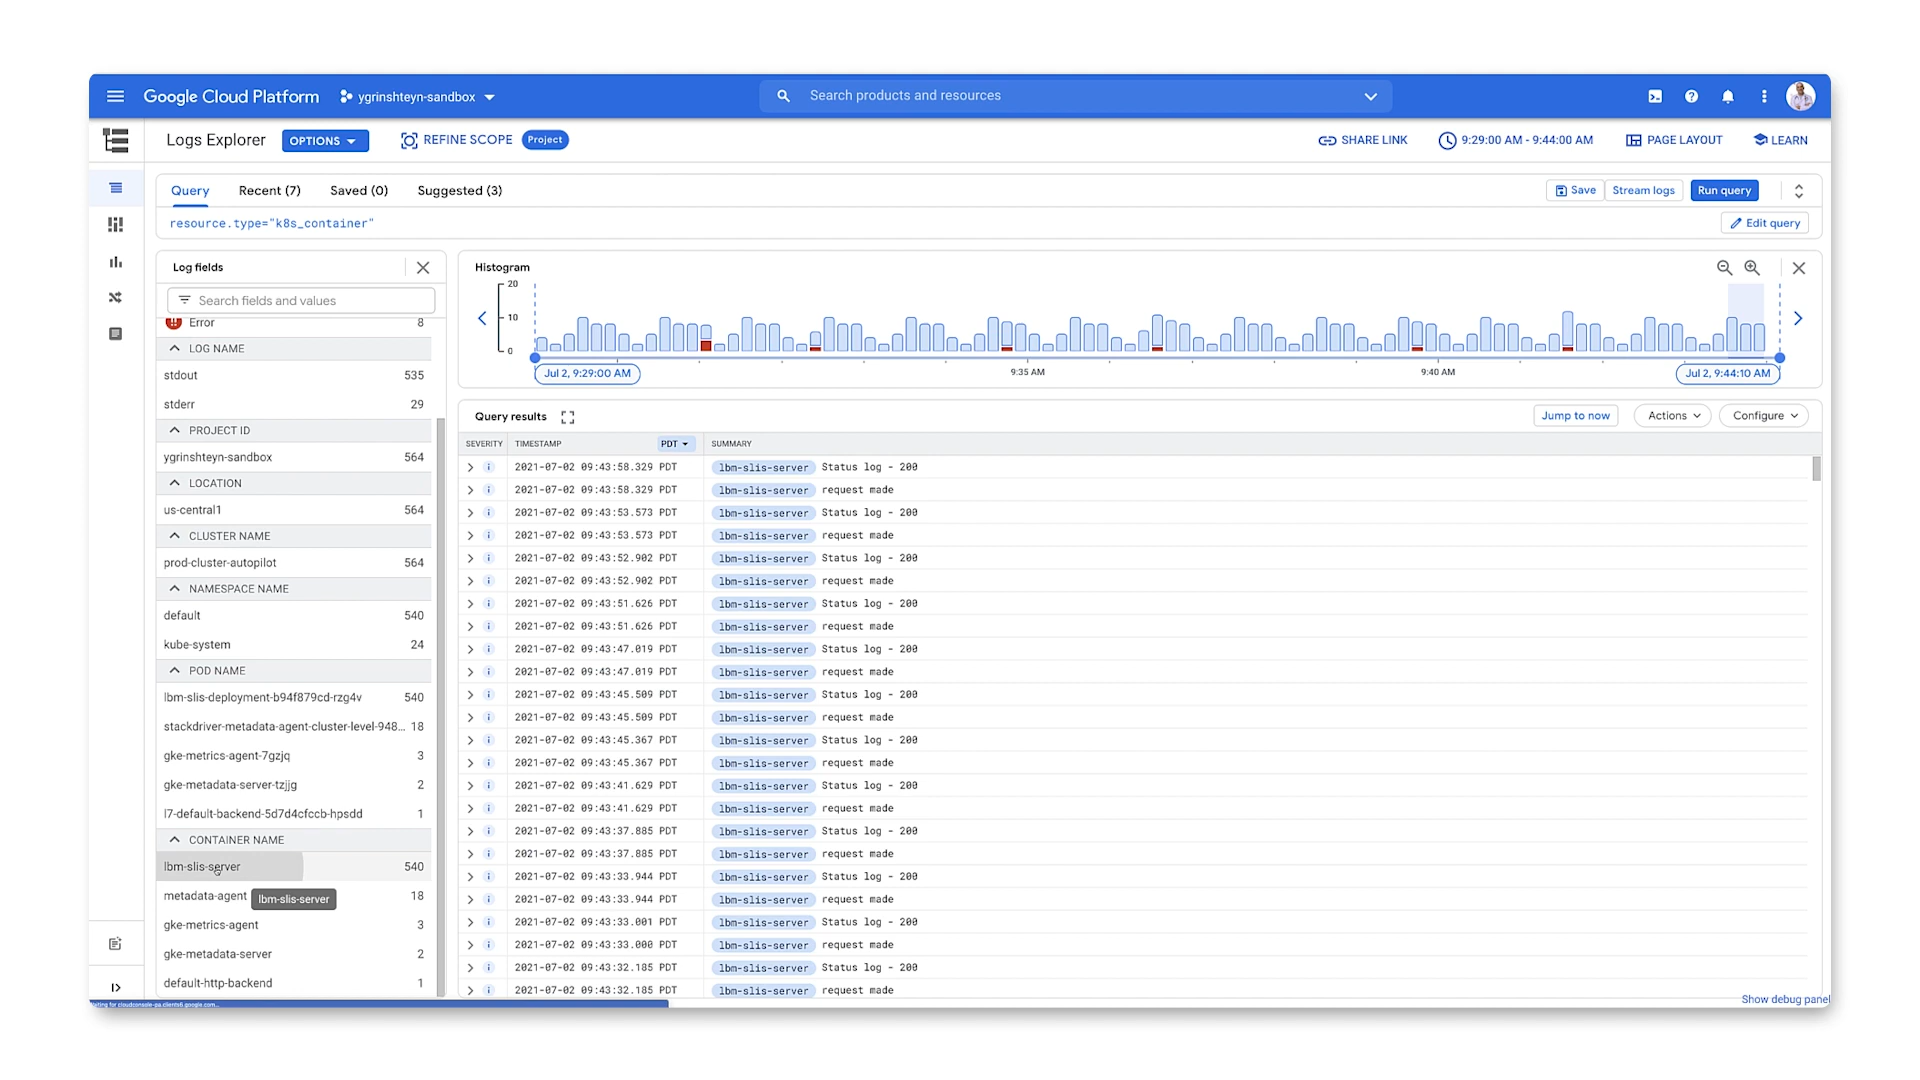 Google Cloud Platform
ygrinshteyn-sandbox
Search products and resources
Logs Explorer
OPTIONS
REFINE SCOPE
Project
SHARE LINK
9:29:00 AM - 9:44:00 AM
PAGE LAYOUT
LEARN
Query
Recent (7)
Saved (0)
Suggested (3)
Save
Stream logs
Run query
resource.type="k8s_container"
Edit query
Log fields
Search fields and values
Error 8
LOG NAME
stdout 535
stderr 29
PROJECT ID
ygrinshteyn-sandbox 564
LOCATION
us-central1 564
CLUSTER NAME
prod-cluster-autopilot 564
NAMESPACE NAME
default 540
kube-system 24
POD NAME
lbm-slis-deployment-b94f879cd-rzg4v 540
stackdriver-metadata-agent-cluster-level-948... 18
gke-metrics-agent-7gzjq 3
gke-metadata-server-tzjjg 2
l7-default-backend-5d7d4cfccb-hpsdd 1
CONTAINER NAME
lbm-slis-server 540
metadata-agent 18
lbm-slis-server
gke-metrics-agent 3
gke-metadata-server 2
default-http-backend 1
Histogram
20
10
0
Jul 2, 9:29:00 AM
9:35 AM
9:40 AM
Jul 2, 9:44:10 AM
Query results
Jump to now
Actions
Configure
SEVERITY TIMESTAMP PDT SUMMARY
i 2021-07-02 09:43:58.329 PDT lbm-slis-server Status log - 200
i 2021-07-02 09:43:58.329 PDT lbm-slis-server request made
i 2021-07-02 09:43:53.573 PDT lbm-slis-server Status log - 200
i 2021-07-02 09:43:53.573 PDT lbm-slis-server request made
i 2021-07-02 09:43:52.902 PDT lbm-slis-server Status log - 200
i 2021-07-02 09:43:52.902 PDT lbm-slis-server request made
i 2021-07-02 09:43:51.626 PDT lbm-slis-server Status log - 200
i 2021-07-02 09:43:51.626 PDT lbm-slis-server request made
i 2021-07-02 09:43:47.019 PDT lbm-slis-server Status log - 200
i 2021-07-02 09:43:47.019 PDT lbm-slis-server request made
i 2021-07-02 09:43:45.509 PDT lbm-slis-server Status log - 200
i 2021-07-02 09:43:45.509 PDT lbm-slis-server request made
i 2021-07-02 09:43:45.367 PDT lbm-slis-server Status log - 200
i 2021-07-02 09:43:45.367 PDT lbm-slis-server request made
i 2021-07-02 09:43:41.629 PDT lbm-slis-server Status log - 200
i 2021-07-02 09:43:41.629 PDT lbm-slis-server request made
i 2021-07-02 09:43:37.885 PDT lbm-slis-server Status log - 200
i 2021-07-02 09:43:37.885 PDT lbm-slis-server request made
i 2021-07-02 09:43:33.944 PDT lbm-slis-server Status log - 200
i 2021-07-02 09:43:33.944 PDT lbm-slis-server request made
i 2021-07-02 09:43:33.001 PDT lbm-slis-server Status log - 200
i 2021-07-02 09:43:33.000 PDT lbm-slis-server request made
i 2021-07-02 09:43:32.185 PDT lbm-slis-server Status log - 200
i 2021-07-02 09:43:32.185 PDT lbm-slis-server request made
Show debug panel
for cloudconsole-pa.clients6.google.com...